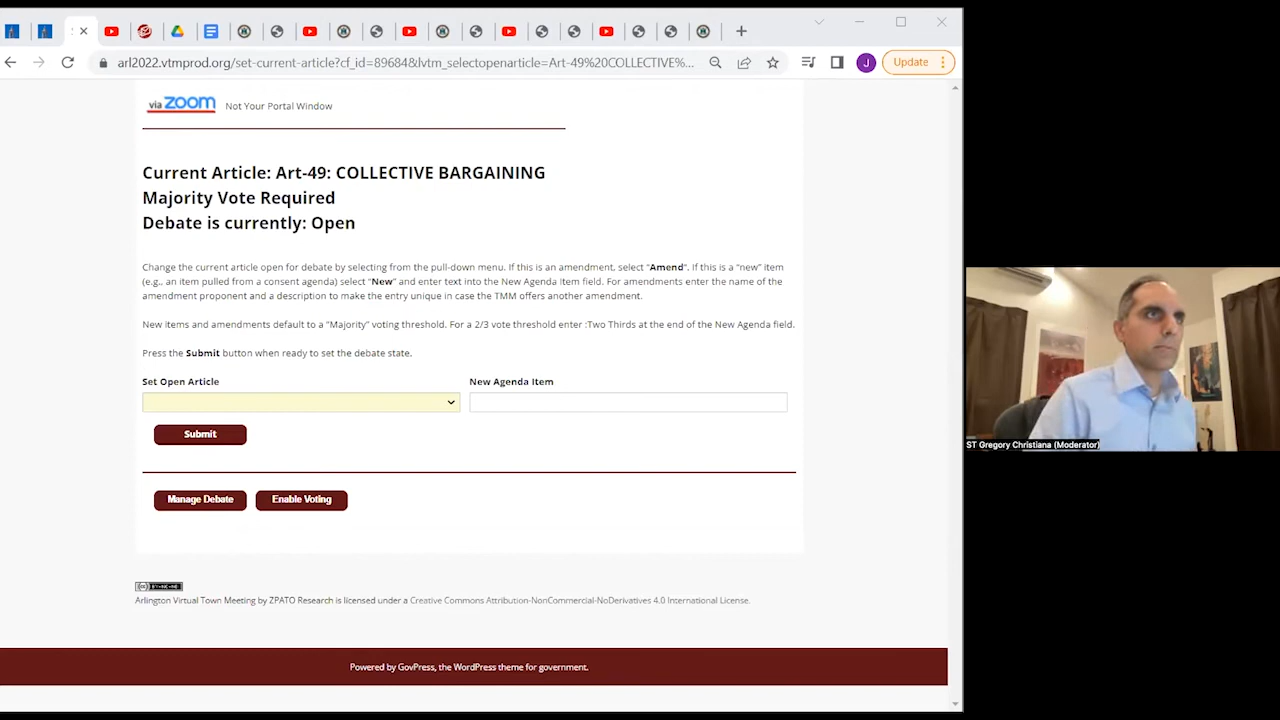 arl2022.vtmprod.org/set-current-article?cf_id=89684&lvtm_selectopenarticle=Art-49%20COLLECTIVE%...
J
Update
via zoom
Not Your Portal Window
Current Article: Art-49: COLLECTIVE BARGAINING
Majority Vote Required
Debate is currently: Open
Change the current article open for debate by selecting from the pull-down menu. If this is an amendment, select "Amend". If this is a "new" item
(e.g., an item pulled from a consent agenda) select "New" and enter text into the New Agenda Item field. For amendments enter the name of the
amendment proponent and a description to make the entry unique in case the TMM offers another amendment.
New items and amendments default to a "Majority" voting threshold. For a 2/3 vote threshold enter :Two Thirds at the end of the New Agenda field.
Press the Submit button when ready to set the debate state.
Set Open Article
New Agenda Item
Submit
Manage Debate
Enable Voting
ST Gregory Christiana (Moderator)
Arlington Virtual Town Meeting by ZPATO Research is licensed under a Creative Commons Attribution-NonCommercial-NoDerivatives 4.0 International License.
Powered by GovPress, the WordPress theme for government.